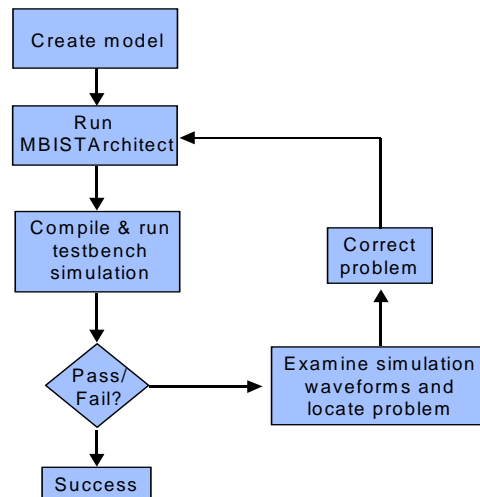 Create model
Run
MBISTArchitect
Compile & run
testbench
simulation
Correct
problem
Pass/
Fail?
Examine simulation
waveforms and
locate problem
Success